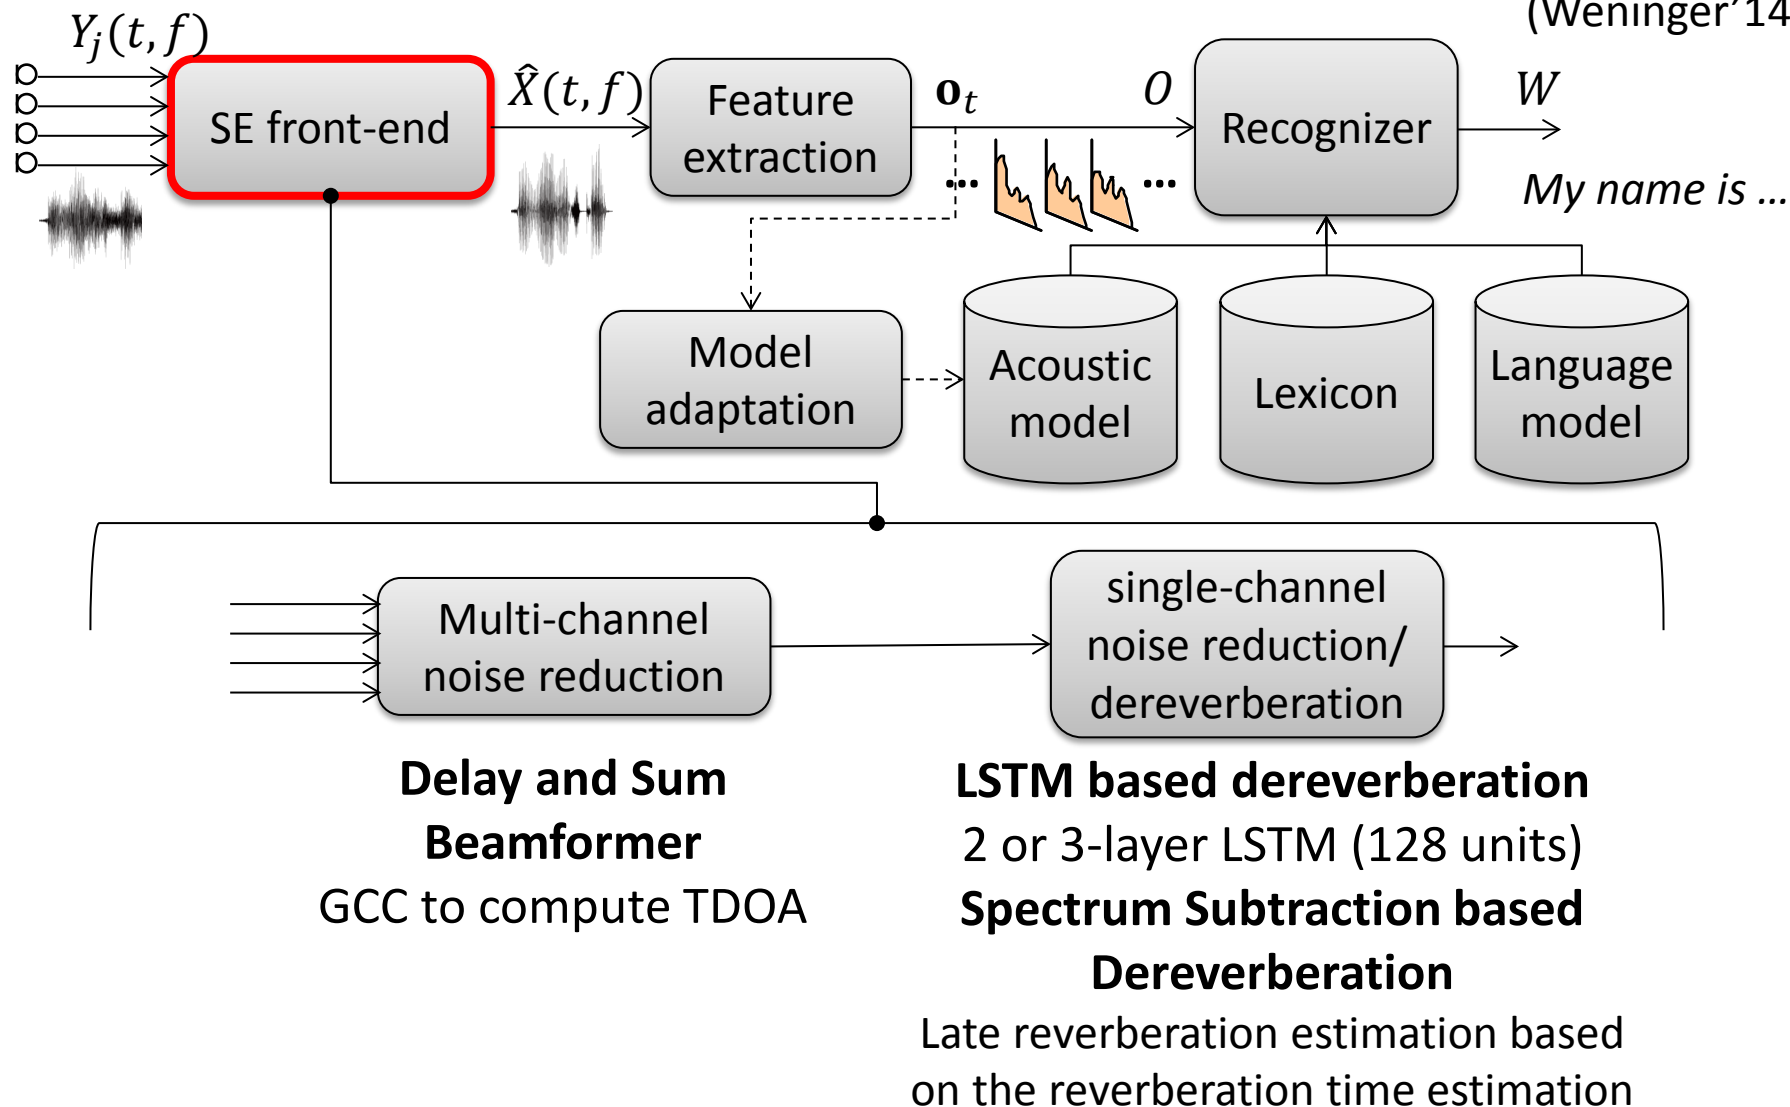 (Weninger'14
Y_j(t, f)
SE front-end
X̂(t, f)
Feature
extraction
𝐨_t
O
Recognizer
W
... ...
My name is ...
Model
adaptation
Acoustic
model
Lexicon
Language
model
Multi-channel
noise reduction
single-channel
noise reduction/
dereverberation
Delay and Sum
Beamformer
GCC to compute TDOA
LSTM based dereverberation
2 or 3-layer LSTM (128 units)
Spectrum Subtraction based
Dereverberation
Late reverberation estimation based
on the reverberation time estimation